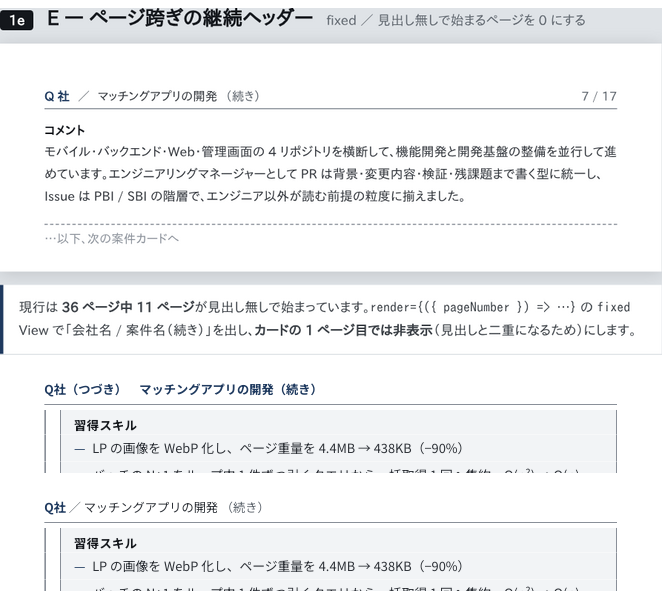 1e E — ページ跨ぎの継続ヘッダー fixed ／ 見出し無しで始まるページを 0 にする
Q 社 ／ マッチングアプリの開発（続き） 7 / 17
コメント
モバイル・バックエンド・Web・管理画面の 4 リポジトリを横断して、機能開発と開発基盤の整備を並行して進
めています。エンジニアリングマネージャーとして PR は背景・変更内容・検証・残課題まで書く型に統一し、
Issue は PBI / SBI の階層で、エンジニア以外が読む前提の粒度に揃えました。
…以下、次の案件カードへ
現行は 36 ページ中 11 ページが見出し無しで始まっています。render={({ pageNumber }) => …} の fixed
View で「会社名 / 案件名（続き）」を出し、カードの 1 ページ目では非表示（見出しと二重になるため）にします。
Q社（つづき） マッチングアプリの開発（続き）
習得スキル
— LP の画像を WebP 化し、ページ重量を 4.4MB → 438KB（−90%）
Q社 ／ マッチングアプリの開発 （続き）
習得スキル
— LP の画像を WebP 化し、ページ重量を 4.4MB → 438KB（−90%）